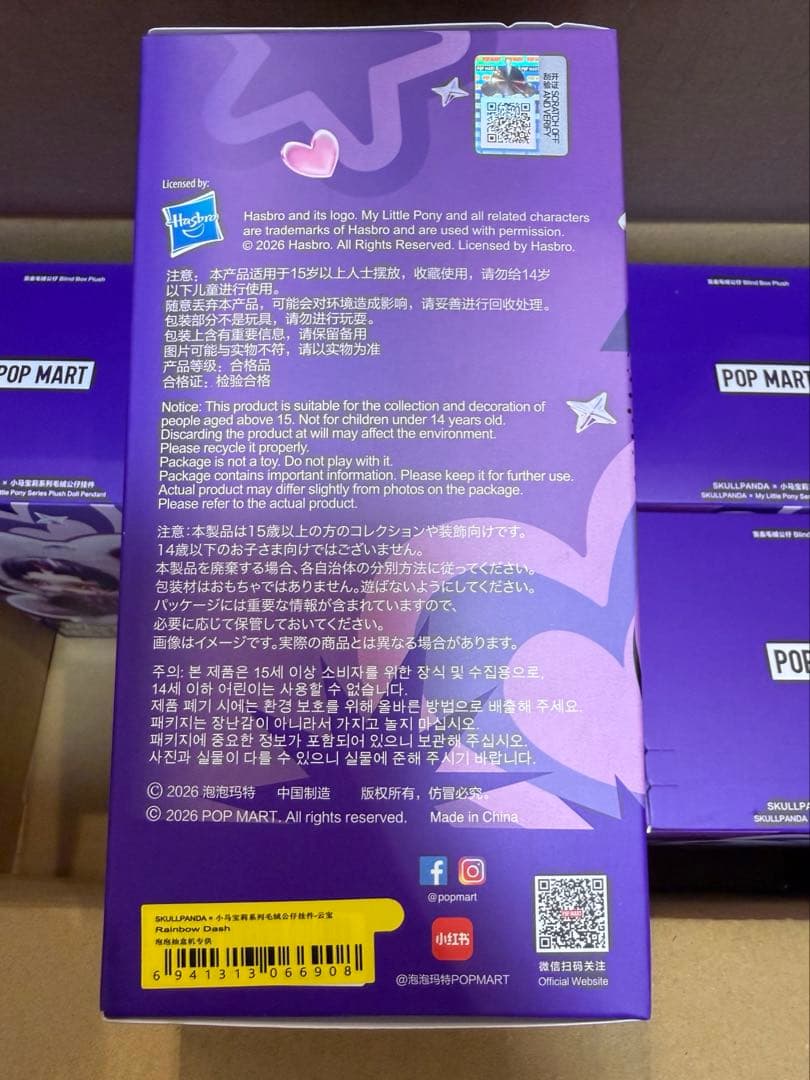 POP MART
开 SCRATCH OFF
AND VERIFY
Licensed by:
Hasbro
Hasbro and its logo. My Little Pony and all related characters
are trademarks of Hasbro and are used with permission.
© 2026 Hasbro. All Rights Reserved. Licensed by Hasbro.
注意：本产品适用于15岁以上人士摆放，收藏使用，请勿给14岁
以下儿童进行使用。
随意丢弃本产品，可能会对环境造成影响，请妥善进行回收处理。
包装部分不是玩具，请勿进行玩耍。
包装上含有重要信息，请保留备用
图片可能与实物不符，请以实物为准
产品等级：合格品
合格证：检验合格
Notice: This product is suitable for the collection and decoration of
people aged above 15. Not for children under 14 years old.
Discarding the product at will may affect the environment.
Please recycle it properly.
Package is not a toy. Do not play with it.
Package contains important information. Please keep it for further use.
Actual product may differ slightly from photos on the package.
Please refer to the actual product.
注意:本製品は15歳以上の方のコレクションや装飾向けです。
14歳以下のお子さま向けではございません。
本製品を廃棄する場合、各自治体の分別方法に従ってください。
包装材はおもちゃではありません。遊ばないようにしてください。
パッケージには重要な情報が含まれていますので、
必要に応じて保管しておいてください。
画像はイメージです。実際の商品とは異なる場合があります。
주의: 본 제품은 15세 이상 소비자를 위한 장식 및 수집용으로,
14세 이하 어린이는 사용할 수 없습니다.
제품 폐기 시에는 환경 보호를 위해 올바른 방법으로 배출해 주세요.
패키지는 장난감이 아니라서 가지고 놀지 마십시오.
패키지에 중요한 정보가 포함되어 있으니 보관해 주십시오.
사진과 실물이 다를 수 있으니 실물에 준해 주시기 바랍니다.
© 2026 泡泡玛特 中国制造 版权所有，仿冒必究。
© 2026 POP MART. All rights reserved. Made in China
@popmart
小红书
@泡泡玛特POPMART
微信扫码关注
Official Website
SKULLPANDA × 小马宝莉系列毛绒公仔挂件-云宝
Rainbow Dash
泡泡抽盒机专供
6 941313 066908
Blind Box Plush
POP MART
× 小马宝莉系列毛绒公仔挂件
ttle Pony Series Plush Doll Pendant
Blind Box Plush
POP MART
SKULLPANDA × 小马宝莉
SKULLPANDA × My Little Pony Ser
Blind
POP
SKULLPA
SKULLPANDA